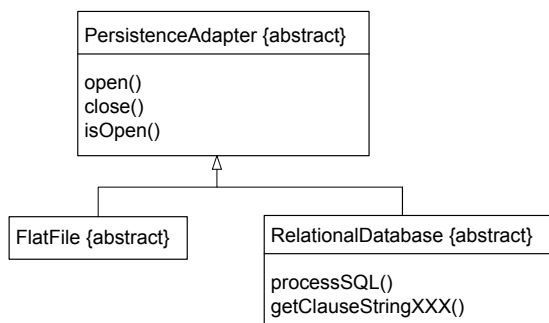 PersistenceAdapter {abstract}
open()
close()
isOpen()
FlatFile {abstract}
RelationalDatabase {abstract}
processSQL()
getClauseStringXXX()